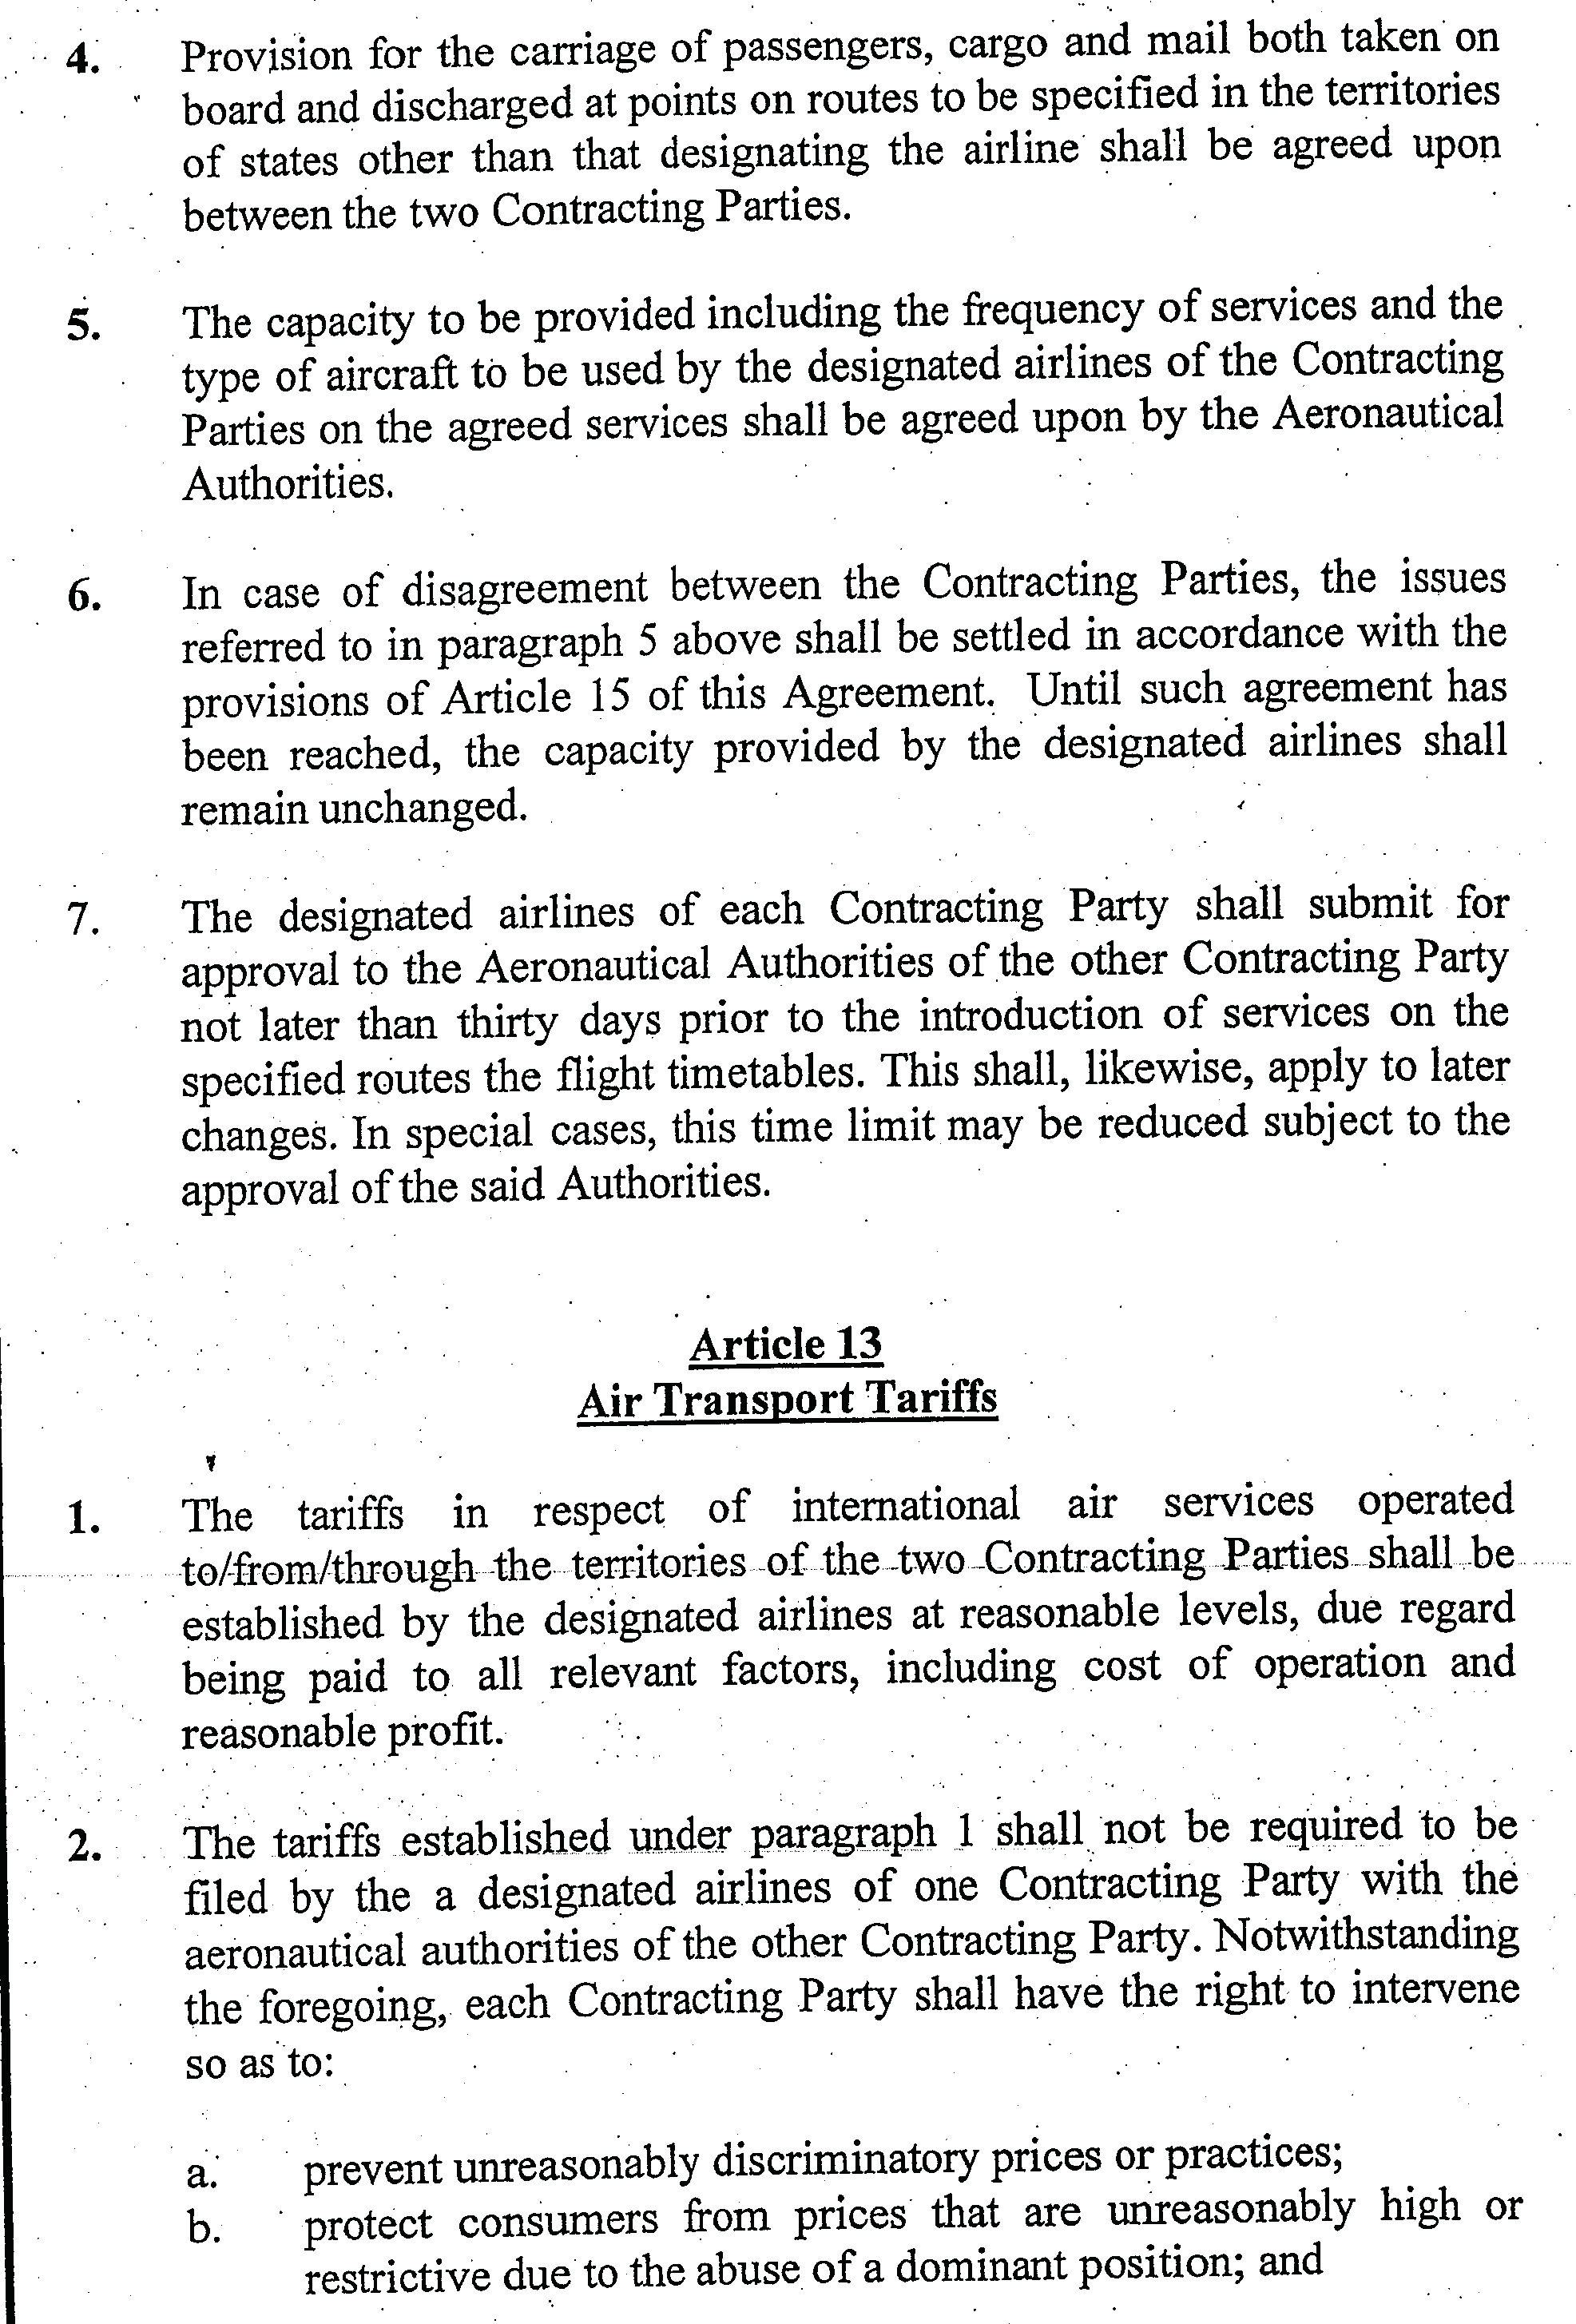 4. Provision for the carriage of passengers, cargo and mail both taken on
board and discharged at points on routes to be specified in the territories
of states other than that designating the airline shall be agreed upon
between the two Contracting Parties.
5. The capacity to be provided including the frequency of services and the
type of aircraft to be used by the designated airlines of the Contracting
Parties on the agreed services shall be agreed upon by the Aeronautical
Authorities.
6. In case of disagreement between the Contracting Parties, the issues
referred to in paragraph 5 above shall be settled in accordance with the
provisions of Article 15 of this Agreement. Until such agreement has
been reached, the capacity provided by the designated airlines shall
remain unchanged.
7. The designated airlines of each Contracting Party shall submit for
approval to the Aeronautical Authorities of the other Contracting Party
not later than thirty days prior to the introduction of services on the
specified routes the flight timetables. This shall, likewise, apply to later
changes. In special cases, this time limit may be reduced subject to the
approval of the said Authorities.
Article 13
Air Transport Tariffs
1. The tariffs in respect of international air services operated
to/from/through the territories of the two Contracting Parties shall be
established by the designated airlines at reasonable levels, due regard
being paid to all relevant factors, including cost of operation and
reasonable profit.
2. The tariffs established under paragraph 1 shall not be required to be
filed by the a designated airlines of one Contracting Party with the
aeronautical authorities of the other Contracting Party. Notwithstanding
the foregoing, each Contracting Party shall have the right to intervene
so as to:
a. prevent unreasonably discriminatory prices or practices;
b. protect consumers from prices that are unreasonably high or
restrictive due to the abuse of a dominant position; and